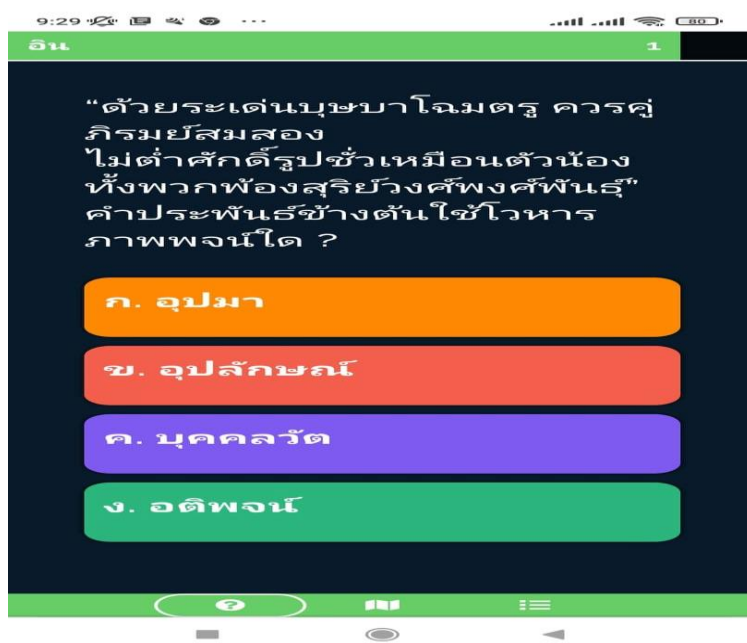 9:29
80
อิน
1
“ด้วยระเด่นบุษบาโฉมตรู ควรคู่
ภิรมย์สมสอง
ไม่ต่ำศักดิ์รูปชั่วเหมือนตัวน้อง
ทั้งพวกพ้องสุริย์วงศ์พงศ์พันธุ์”
คำประพันธ์ข้างต้นใช้โวหาร
ภาพพจน์ใด ?
ก. อุปมา
ข. อุปลักษณ์
ค. บุคคลวัต
ง. อติพจน์